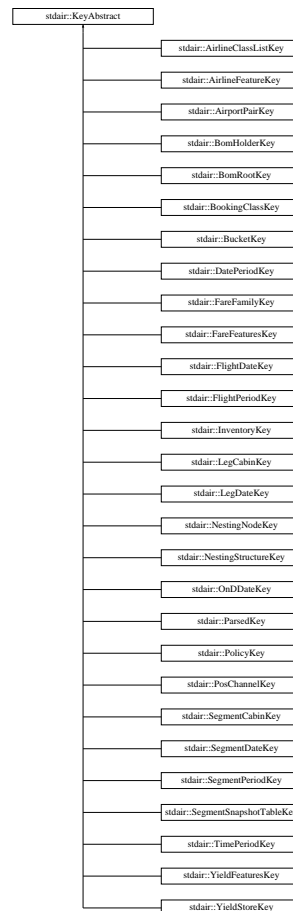 stdair::KeyAbstract
stdair::AirlineClassListKey
stdair::AirlineFeatureKey
stdair::AirportPairKey
stdair::BomHolderKey
stdair::BomRootKey
stdair::BookingClassKey
stdair::BucketKey
stdair::DatePeriodKey
stdair::FareFamilyKey
stdair::FareFeaturesKey
stdair::FlightDateKey
stdair::FlightPeriodKey
stdair::InventoryKey
stdair::LegCabinKey
stdair::LegDateKey
stdair::NestingNodeKey
stdair::NestingStructureKey
stdair::OnDDateKey
stdair::ParsedKey
stdair::PolicyKey
stdair::PosChannelKey
stdair::SegmentCabinKey
stdair::SegmentDateKey
stdair::SegmentPeriodKey
stdair::SegmentSnapshotTableKe
stdair::TimePeriodKey
stdair::YieldFeaturesKey
stdair::YieldStoreKey